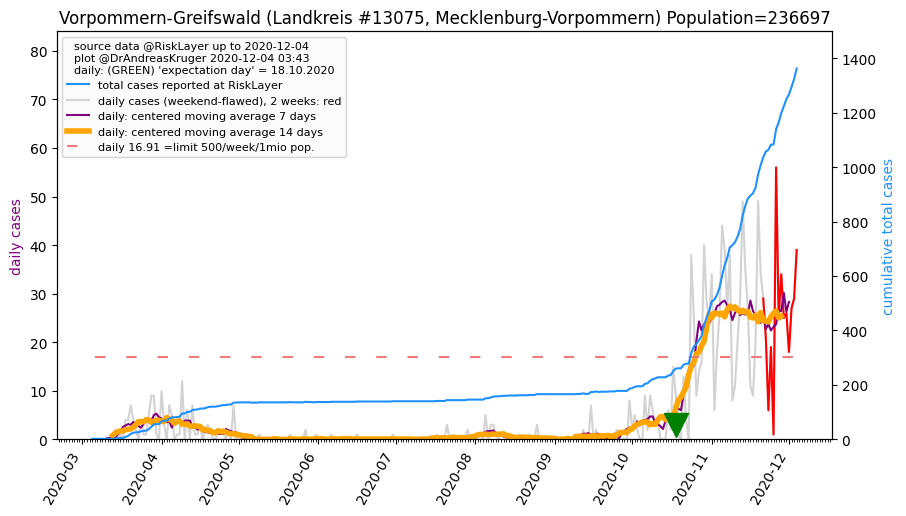 Vorpommern-Greifswald (Landkreis #13075, Mecklenburg-Vorpommern) Population=236697
source data @RiskLayer up to 2020-12-04
plot @DrAndreasKruger 2020-12-04 03:43
daily: (GREEN) 'expectation day' = 18.10.2020
total cases reported at RiskLayer
daily cases (weekend-flawed), 2 weeks: red
daily: centered moving average 7 days
daily: centered moving average 14 days
daily 16.91 =limit 500/week/1mio pop.
daily cases
80
70
60
50
40
30
20
10
0
cumulative total cases
1400
1200
1000
800
600
400
200
0
2020-03
2020-04
2020-05
2020-06
2020-07
2020-08
2020-09
2020-10
2020-11
2020-12